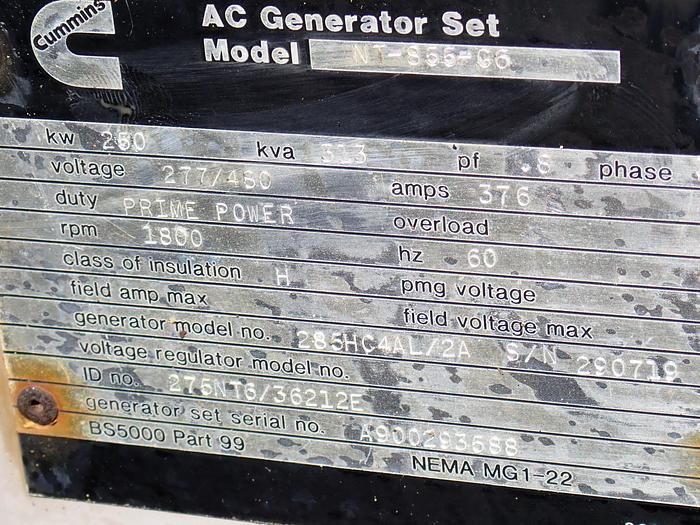 Cummins
AC Generator Set
Model NT-855-G6
kw 250 kva 313 pf .8 phase
voltage 277/480 amps 376
duty PRIME POWER overload
rpm 1800 hz 60
class of insulation H pmg voltage
field amp max field voltage max
generator model no. 285HC4AL/2A S/N 290719
voltage regulator model no.
ID no. 275NT6/36212E
generator set serial no. A900293688
BS5000 Part 99 NEMA MG1-22